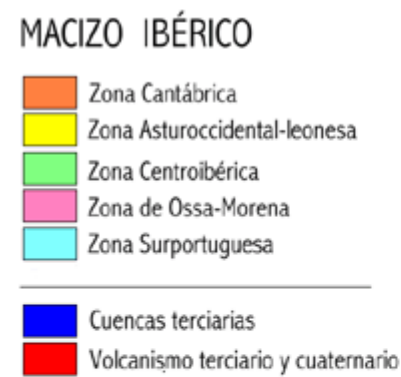 MACIZO IBÉRICO
Zona Cantábrica
Zona Asturoccidental-leonesa
Zona Centroibérica
Zona de Ossa-Morena
Zona Surportuguesa
Cuencas terciarias
Volcanismo terciario y cuaternario